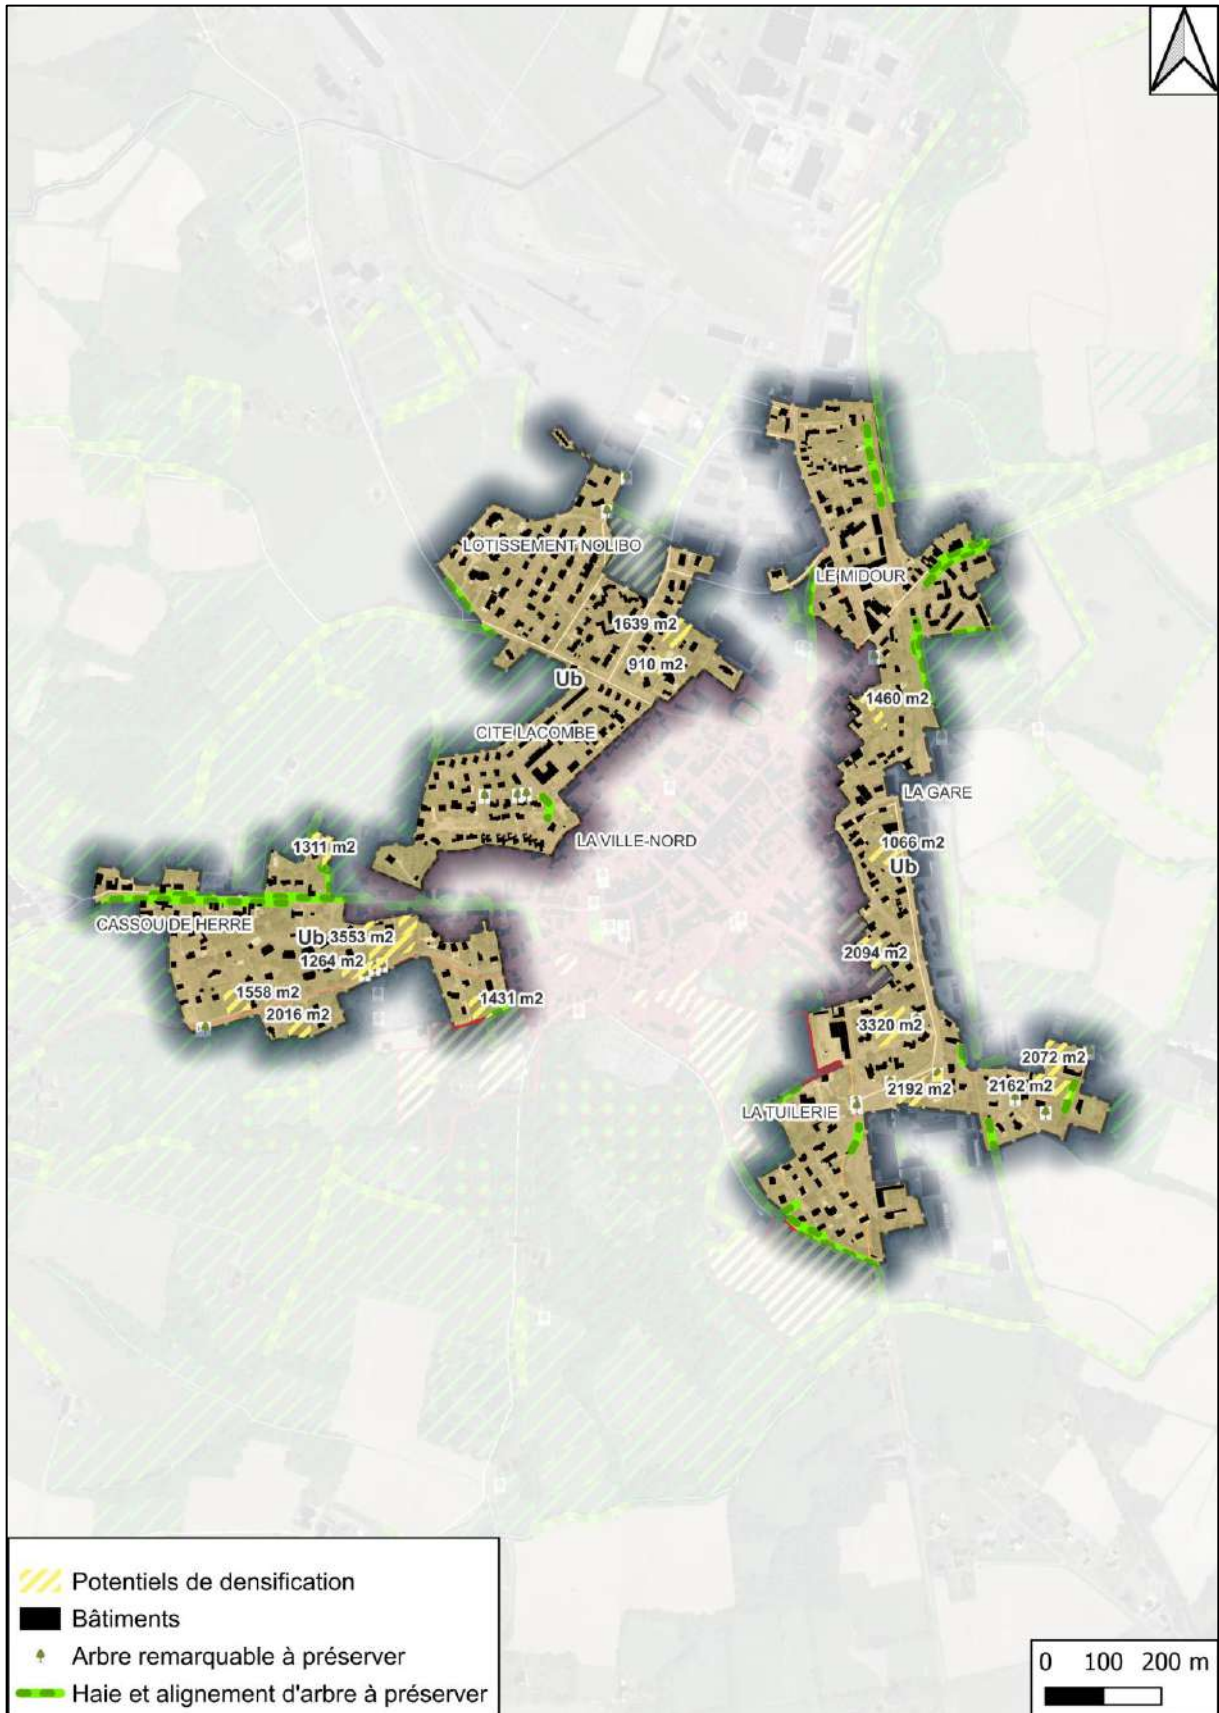 LOTISSEMENT NOLIBO
LE MIDOUR
1639 m2
910 m2
Ub
1460 m2
CITE LACOMBE
LA GARE
LA VILLE-NORD
1066 m2
1311 m2
Ub
CASSOU DE HERRE
Ub
3553 m2
1264 m2
2094 m2
1558 m2
1431 m2
2016 m2
3320 m2
2072 m2
2192 m2
2162 m2
LA TUILERIE
Potentiels de densification
Bâtiments
Arbre remarquable à préserver
Haie et alignement d'arbre à préserver
0 100 200 m